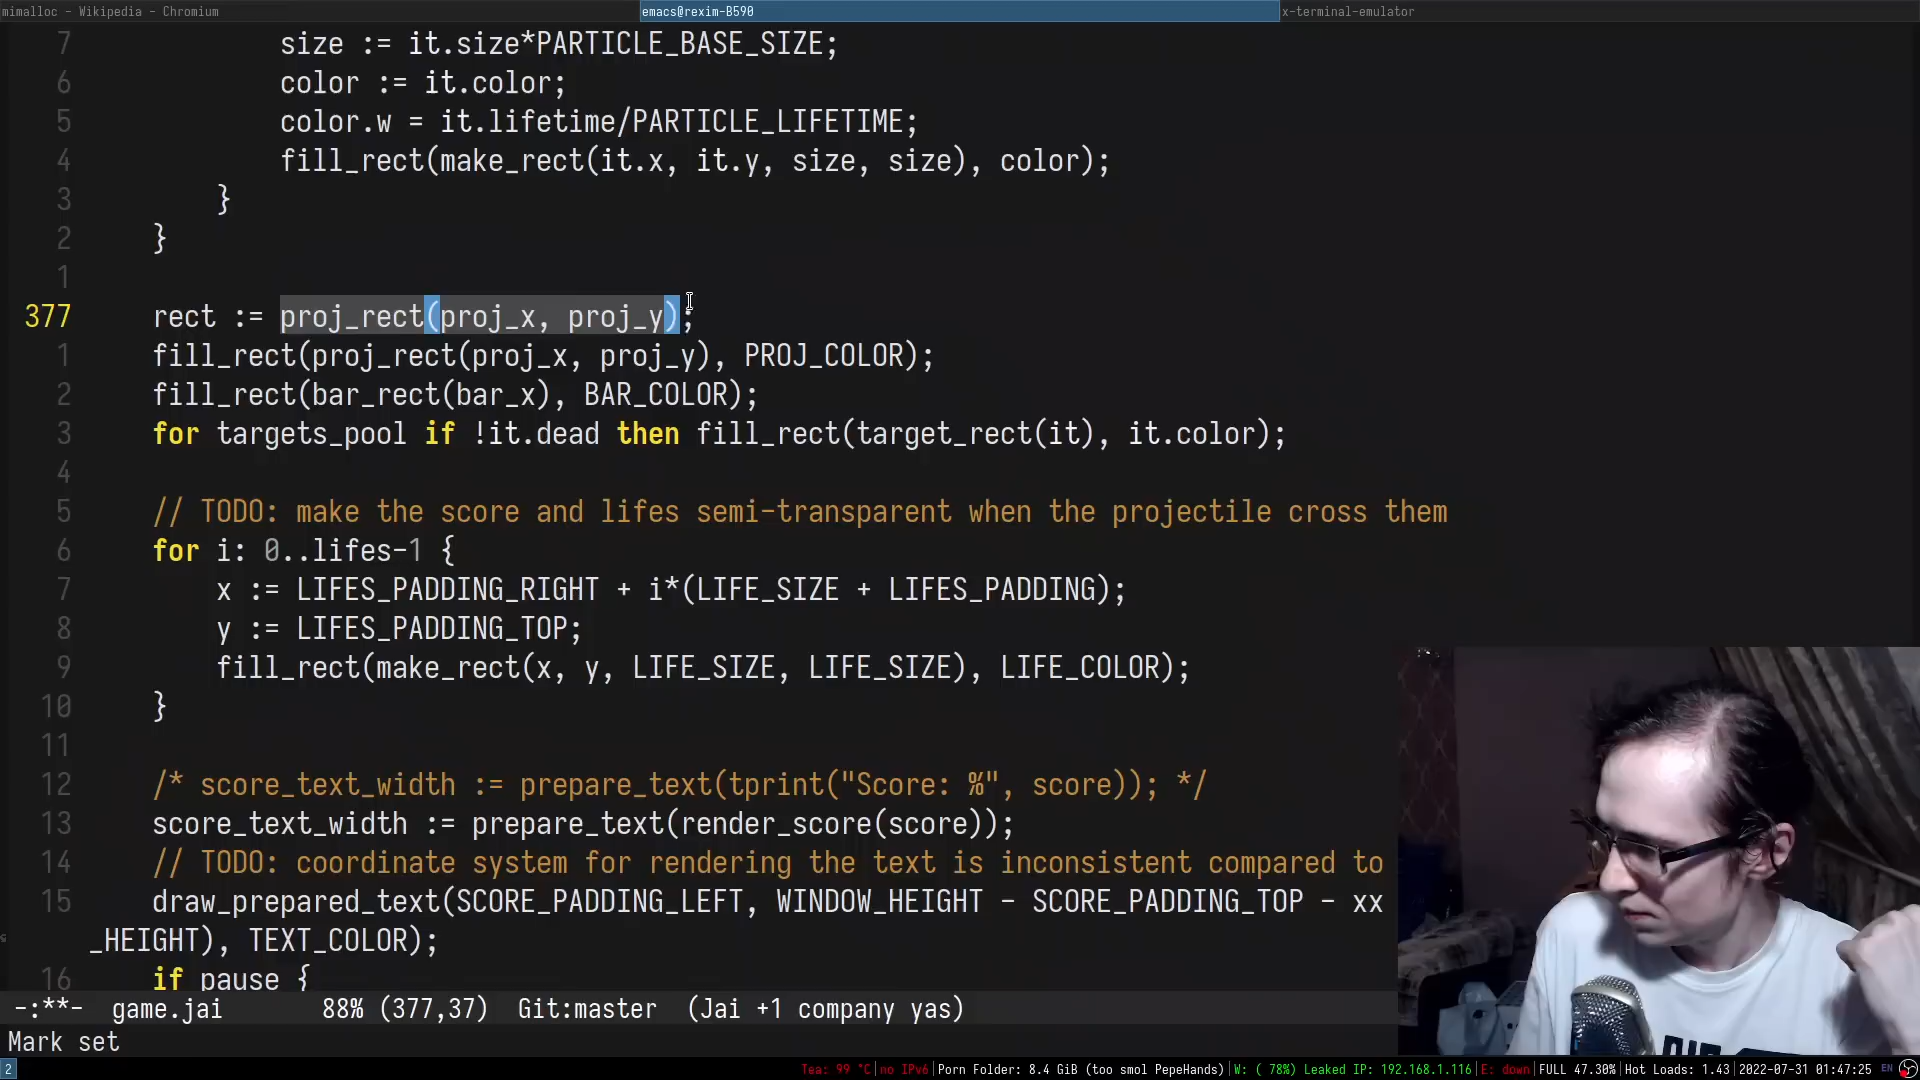 mimalloc - Wikipedia - Chromium
emacs@rexim-B590
x-terminal-emulator
7 size := it.size*PARTICLE_BASE_SIZE;
6 color := it.color;
5 color.w = it.lifetime/PARTICLE_LIFETIME;
4 fill_rect(make_rect(it.x, it.y, size, size), color);
3 }
2 }
1
377 rect := proj_rect(proj_x, proj_y);
1 fill_rect(proj_rect(proj_x, proj_y), PROJ_COLOR);
2 fill_rect(bar_rect(bar_x), BAR_COLOR);
3 for targets_pool if !it.dead then fill_rect(target_rect(it), it.color);
4
5 // TODO: make the score and lifes semi-transparent when the projectile cross them
6 for i: 0..lifes-1 {
7 x := LIFES_PADDING_RIGHT + i*(LIFE_SIZE + LIFES_PADDING);
8 y := LIFES_PADDING_TOP;
9 fill_rect(make_rect(x, y, LIFE_SIZE, LIFE_SIZE), LIFE_COLOR);
10 }
11
12 /* score_text_width := prepare_text(tprint("Score: %", score)); */
13 score_text_width := prepare_text(render_score(score));
14 // TODO: coordinate system for rendering the text is inconsistent compared to
15 draw_prepared_text(SCORE_PADDING_LEFT, WINDOW_HEIGHT - SCORE_PADDING_TOP - xx
_HEIGHT), TEXT_COLOR);
16 if pause {
-:**- game.jai 88% (377,37) Git:master (Jai +1 company yas)
Mark set
2 Tea: 99 °C|no IPv6|Porn Folder: 8.4 GiB (too smol PepeHands)|W: ( 78%) Leaked IP: 192.168.1.116|E: down|FULL 47.30%|Hot Loads: 1.43|2022-07-31 01:47:25 EN